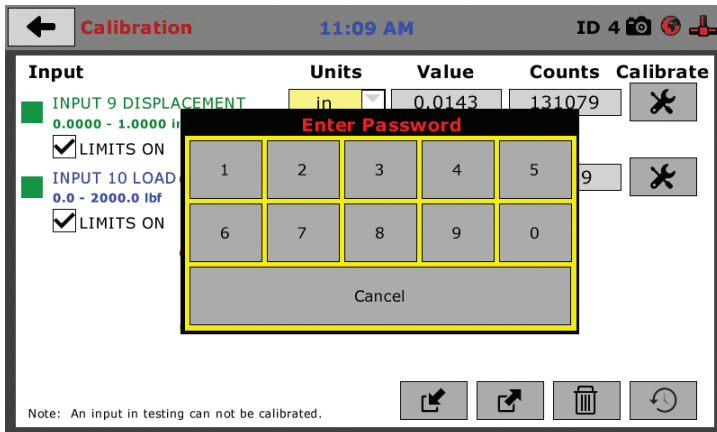 Calibration 11:09 AM ID 4
Input Units Value Counts Calibrate
INPUT 9 DISPLACEMENT in 0.0143 131079
0.0000 - 1.0000 in
LIMITS ON
Enter Password
1 2 3 4 5
INPUT 10 LOAD 9
0.0 - 2000.0 lbf
LIMITS ON
6 7 8 9 0
Cancel
Note: An input in testing can not be calibrated.